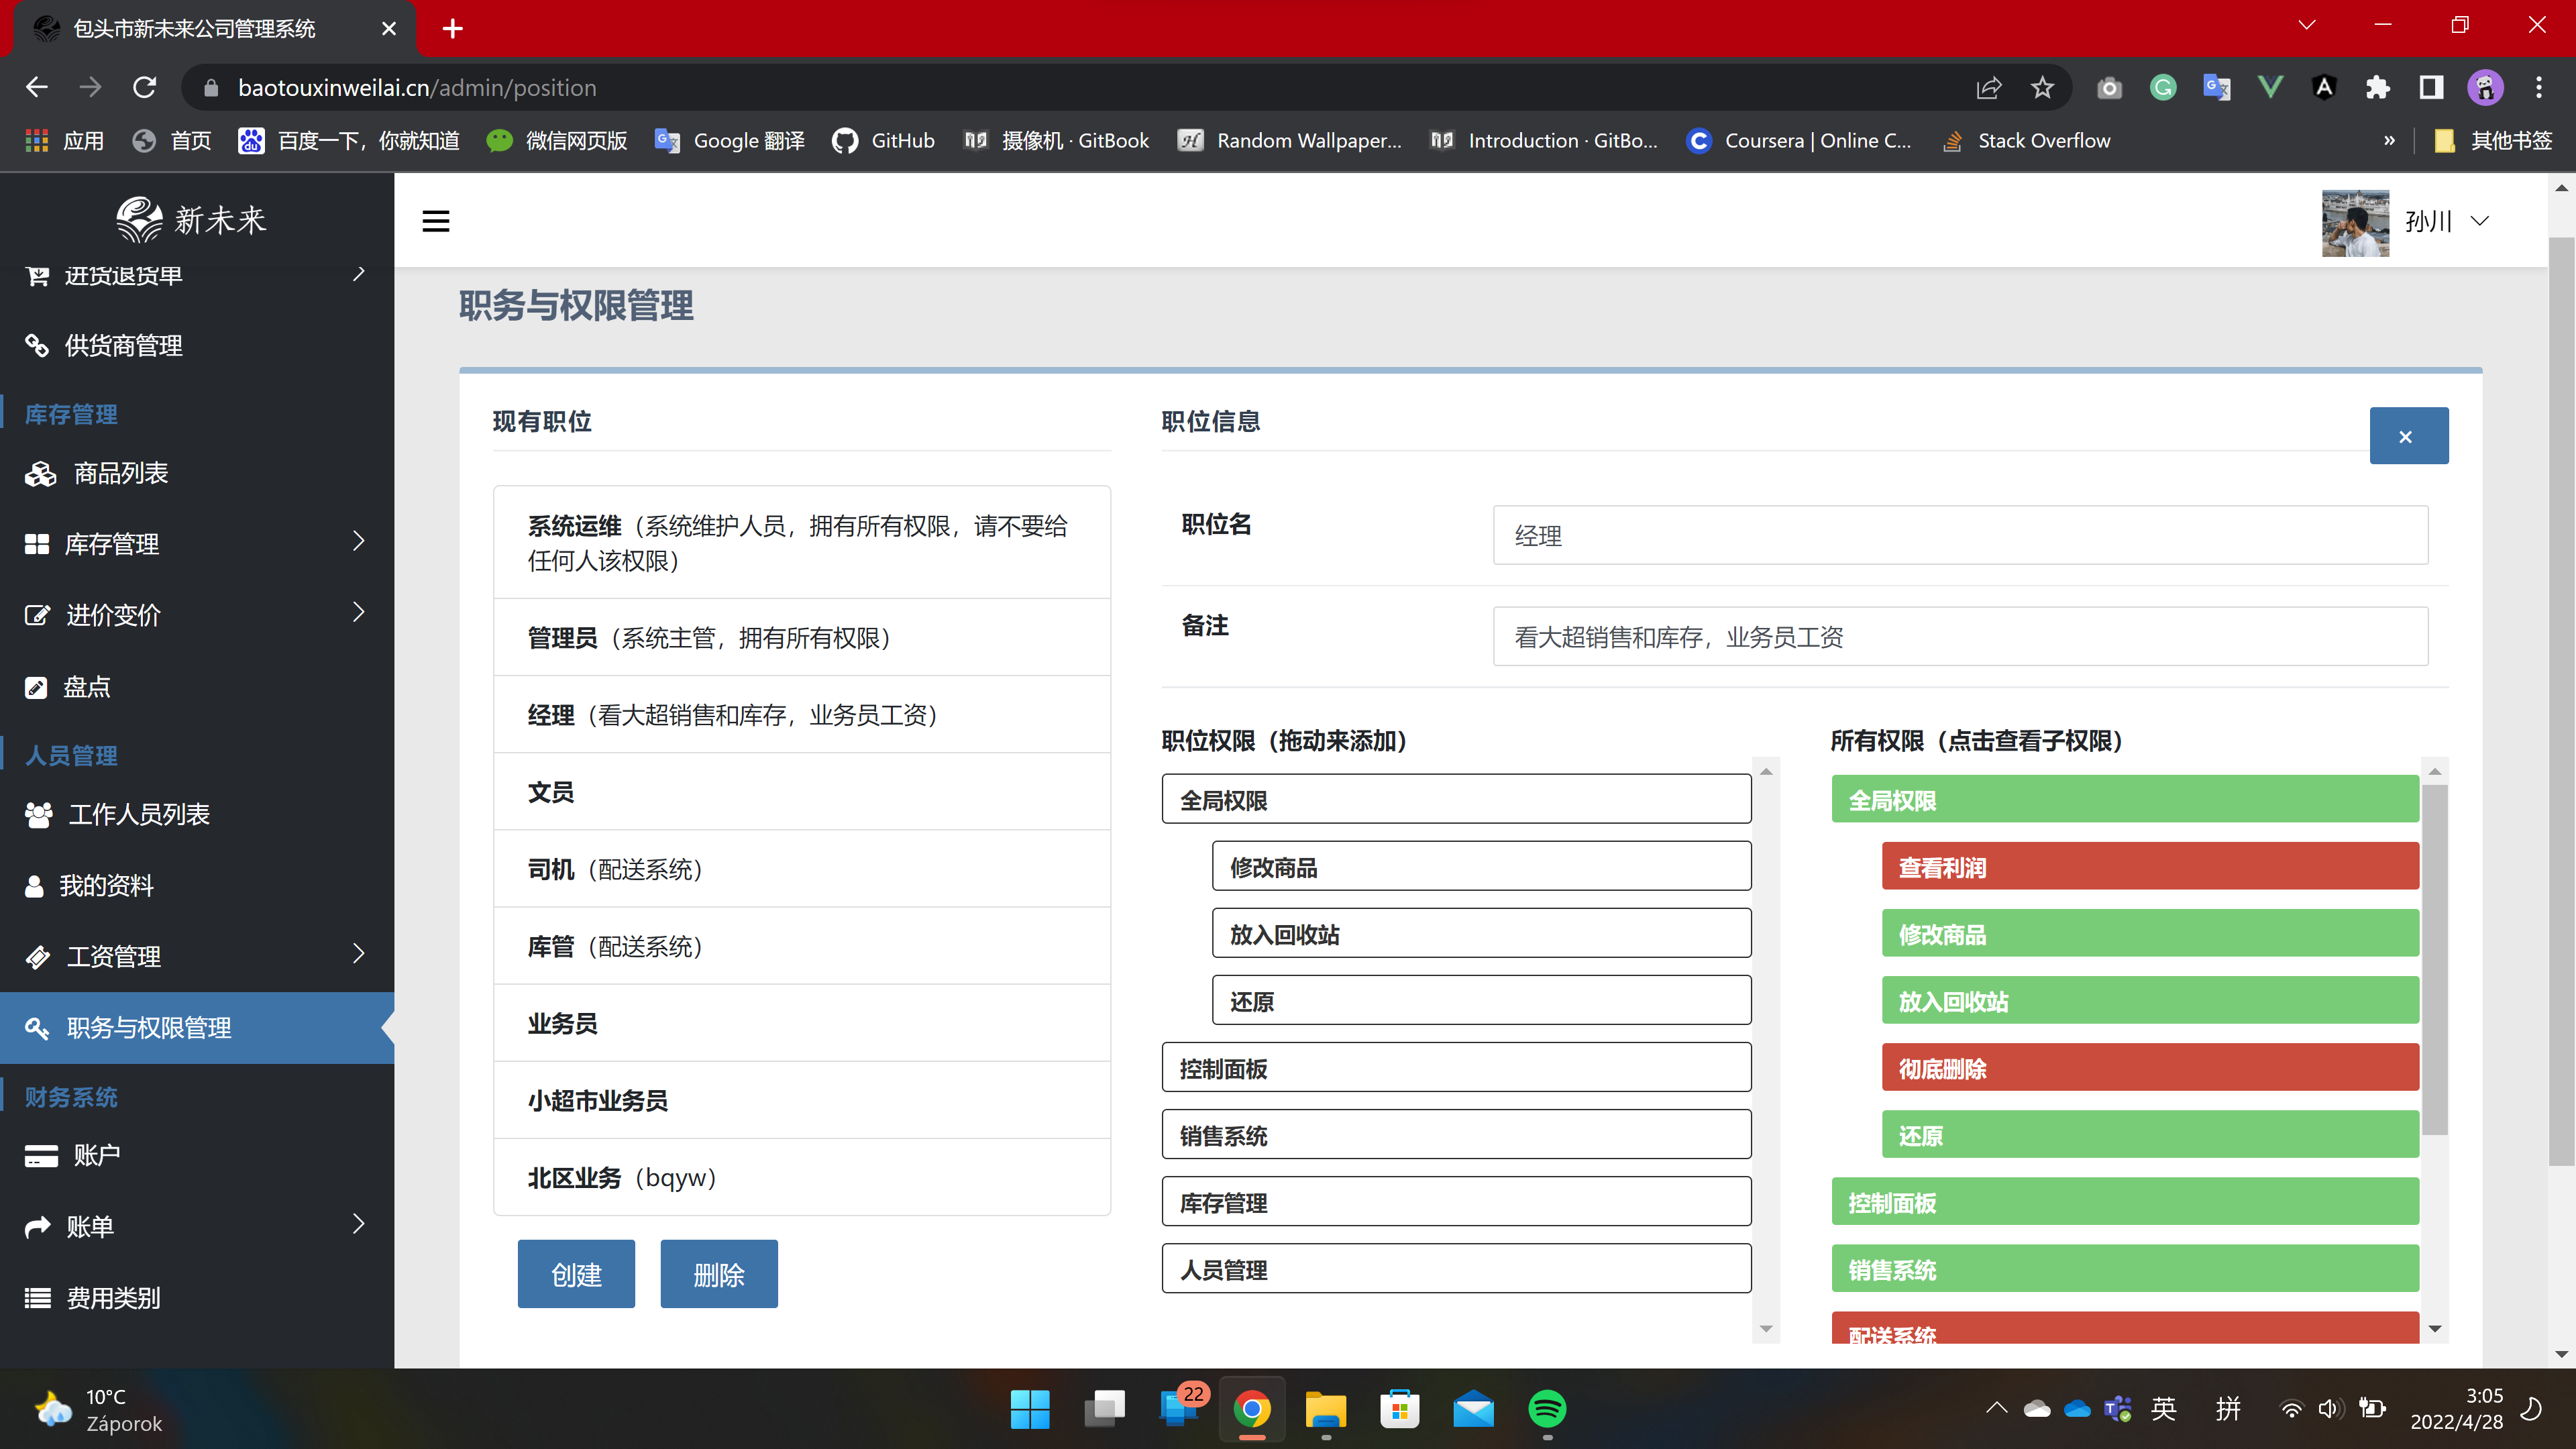 包头市新未来公司管理系统
baotouxinweilai.cn/admin/position
应用
首页
百度一下，你就知道
微信网页版
Google 翻译
GitHub
摄像机 · GitBook
Random Wallpaper...
Introduction · GitBo...
Coursera | Online C...
Stack Overflow
»
其他书签
新未来
孙川
进货退货单
供货商管理
库存管理
商品列表
库存管理
进价变价
盘点
人员管理
工作人员列表
我的资料
工资管理
职务与权限管理
财务系统
账户
账单
费用类别
职务与权限管理
现有职位
系统运维（系统维护人员，拥有所有权限，请不要给
任何人该权限）
管理员（系统主管，拥有所有权限）
经理（看大超销售和库存，业务员工资）
文员
司机（配送系统）
库管（配送系统）
业务员
小超市业务员
北区业务（bqyw）
创建
删除
职位信息
×
职位名
经理
备注
看大超销售和库存，业务员工资
职位权限（拖动来添加）
全局权限
修改商品
放入回收站
还原
控制面板
销售系统
库存管理
人员管理
所有权限（点击查看子权限）
全局权限
查看利润
修改商品
放入回收站
彻底删除
还原
控制面板
销售系统
配送系统
10°C
Záporok
22
英
拼
3:05
2022/4/28